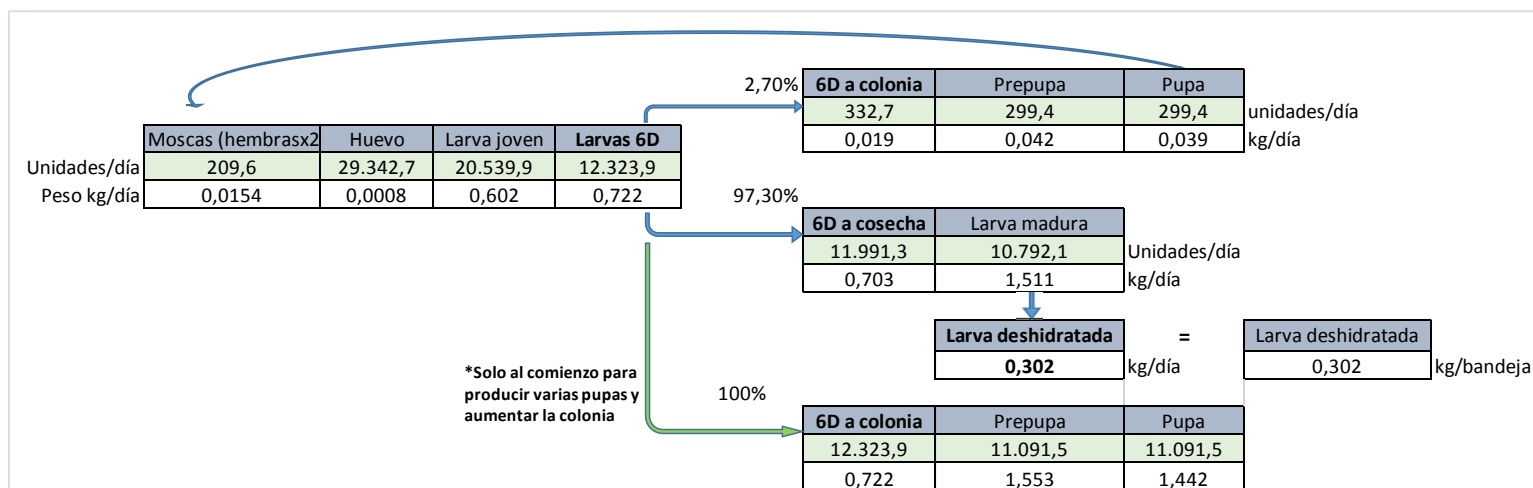 2,70% 6D a colonia Prepupa Pupa
332,7 299,4 299,4 unidades/día
0,019 0,042 0,039 kg/día
Moscas (hembrasx2 Huevo Larva joven Larvas 6D
Unidades/día 209,6 29.342,7 20.539,9 12.323,9
Peso kg/día 0,0154 0,0008 0,602 0,722
97,30%
6D a cosecha Larva madura
11.991,3 10.792,1 Unidades/día
0,703 1,511 kg/día
Larva deshidratada = Larva deshidratada
0,302 kg/día 0,302 kg/bandeja
*Solo al comienzo para
producir varias pupas y
aumentar la colonia
100%
6D a colonia Prepupa Pupa
12.323,9 11.091,5 11.091,5
0,722 1,553 1,442